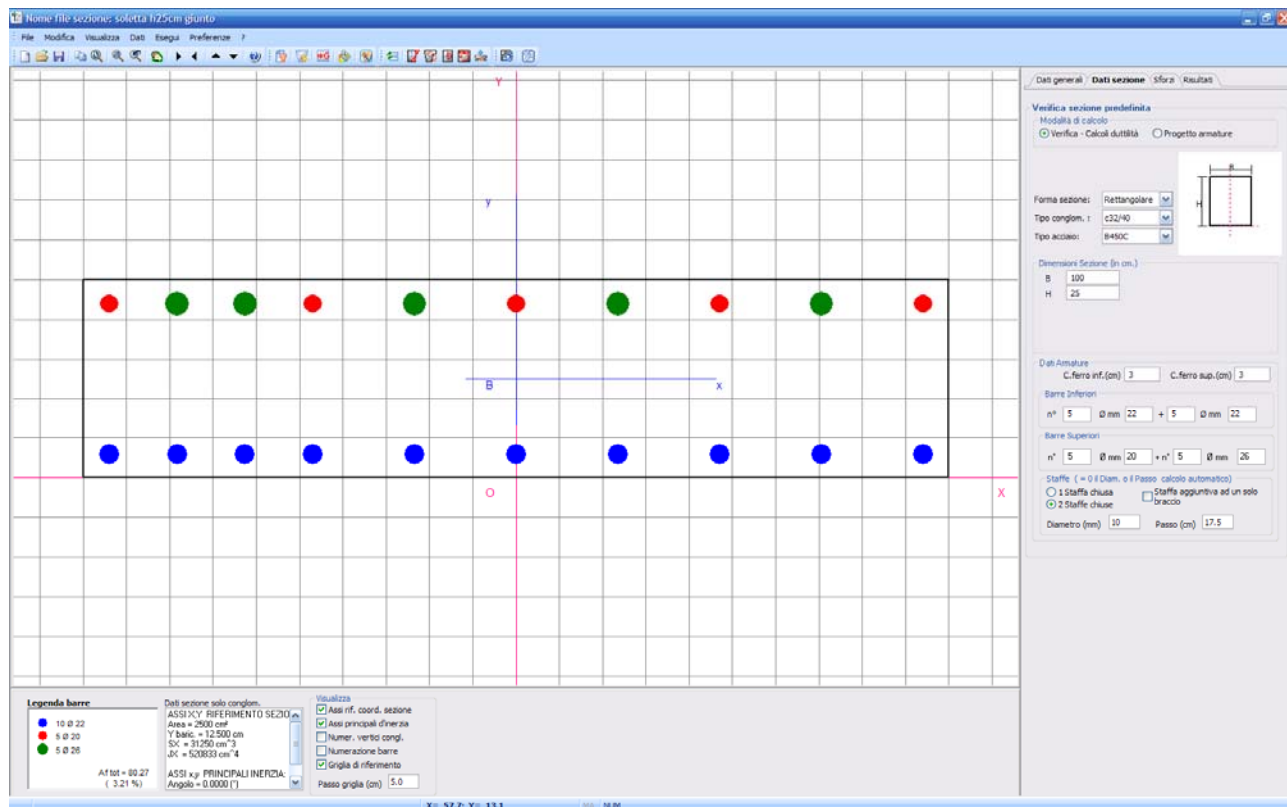 Nome file sezione: soletta h25cm giunto
File Modifica Visualizza Dati Esegui Preferenze ?
Y
y
B
x
O
X
Dati generali Dati sezione Sforzi Risultati
Verifica sezione predefinita
Modalità di calcolo
Verifica - Calcoli duttilità Progetto armature
B
H
Forma sezione: Rettangolare
Tipo conglom. : c32/40
Tipo acciaio: B450C
Dimensioni Sezione (in cm.)
B 100
H 25
Dati Armature
C.ferro inf.(cm) 3 C.ferro sup.(cm) 3
Barre Inferiori
n° 5 Ø mm 22 + 5 Ø mm 22
Barre Superiori
n° 5 Ø mm 20 + n° 5 Ø mm 26
Staffe ( = 0 il Diam. o il Passo calcolo automatico)
1 Staffa chiusa
2 Staffe chiuse
Staffa aggiuntiva ad un solo
braccio
Diametro (mm) 10 Passo (cm) 17.5
Legenda barre
10 Ø 22
5 Ø 20
5 Ø 26
Af tot = 80.27
( 3.21 %)
Dati sezione solo conglom.
ASSI X,Y RIFERIMENTO SEZIO
Area = 2500 cm²
Y baric. = 12.500 cm
SX = 31250 cm^3
JX = 520833 cm^4
ASSI x,y PRINCIPALI INERZIA:
Angolo = 0.0000 (°)
Visualizza
Assi rif. coord. sezione
Assi principali d'inerzia
Numer. vertici congl.
Numerazione barre
Griglia di riferimento
Passo griglia (cm) 5.0
X= 57.7; Y= 13.1 NUM